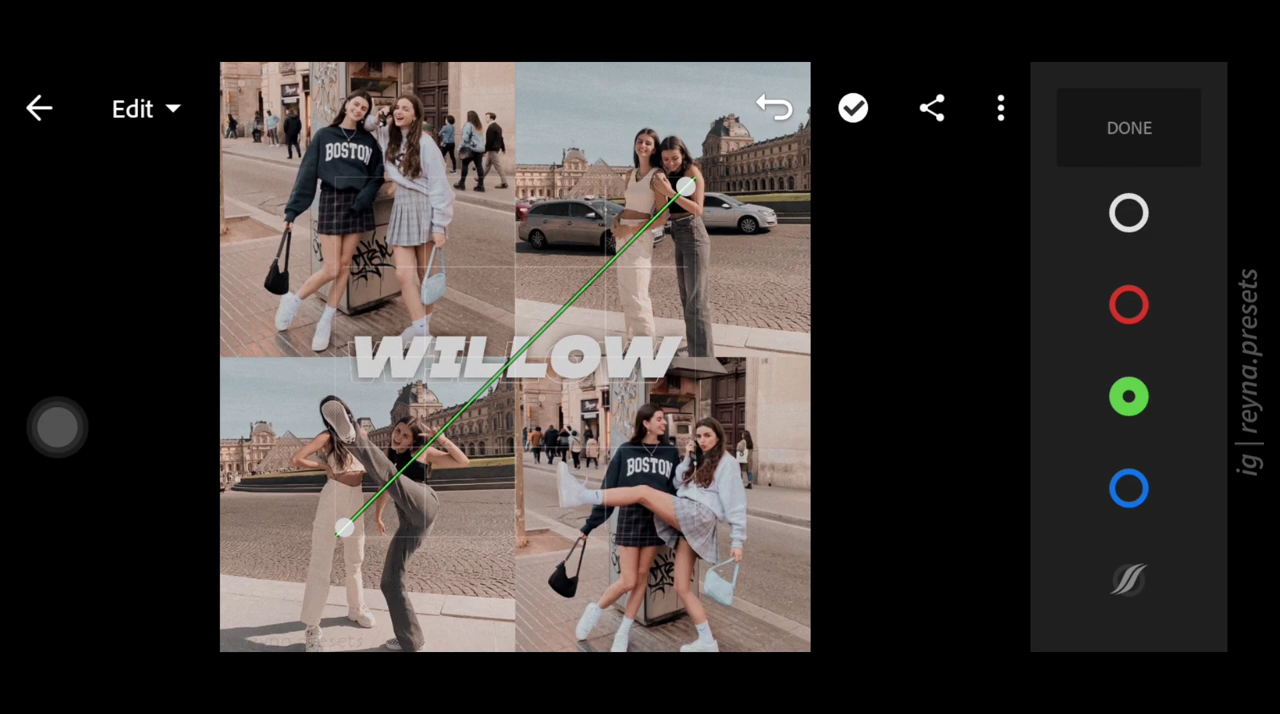 Edit
DONE
BOSTON
WILLOW
BOSTON
ig | reyna.presets